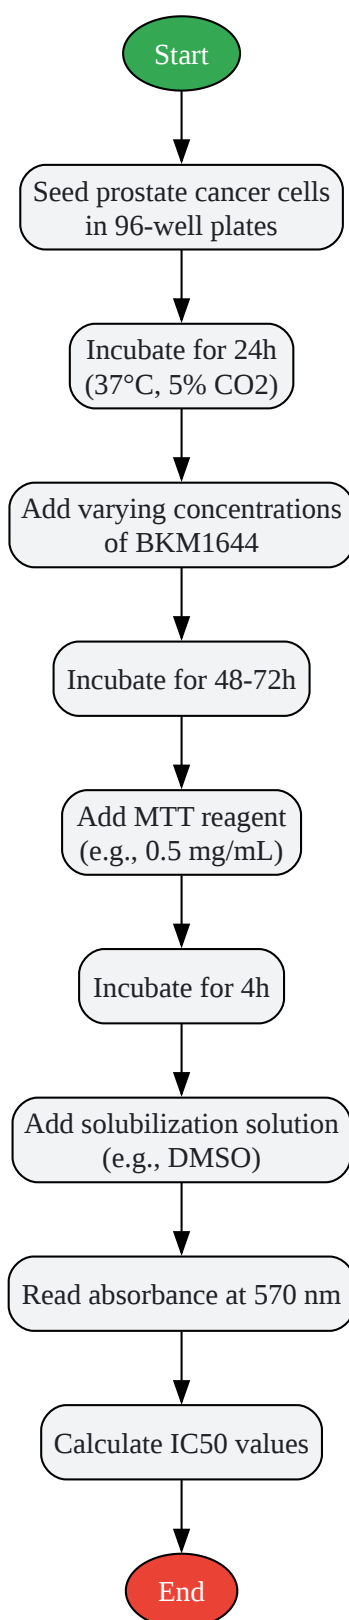 Start
Seed prostate cancer cells
in 96-well plates
Incubate for 24h
(37°C, 5% CO2)
Add varying concentrations
of BKM1644
Incubate for 48-72h
Add MTT reagent
(e.g., 0.5 mg/mL)
Incubate for 4h
Add solubilization solution
(e.g., DMSO)
Read absorbance at 570 nm
Calculate IC50 values
End